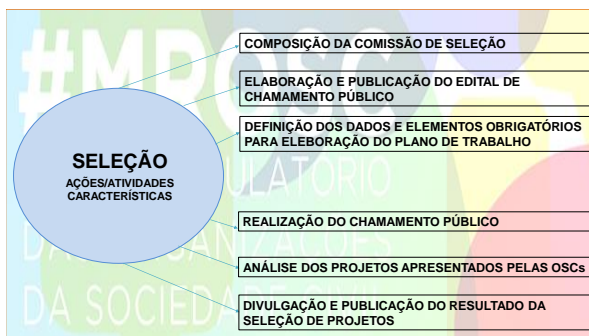 #MROSC
COMPOSIÇÃO DA COMISSÃO DE SELEÇÃO
ELABORAÇÃO E PUBLICAÇÃO DO EDITAL DE
CHAMAMENTO PÚBLICO
DEFINIÇÃO DOS DADOS E ELEMENTOS OBRIGATÓRIOS
PARA ELEBORAÇÃO DO PLANO DE TRABALHO
SELEÇÃO
AÇÕES/ATIVIDADES
CARACTERÍSTICAS
ULATÓRIO
REALIZAÇÃO DO CHAMAMENTO PÚBLICO
ANÁLISE DOS PROJETOS APRESENTADOS PELAS OSCs
DA SOCIEDADE CIVIL
DIVULGAÇÃO E PUBLICAÇÃO DO RESULTADO DA
SELEÇÃO DE PROJETOS